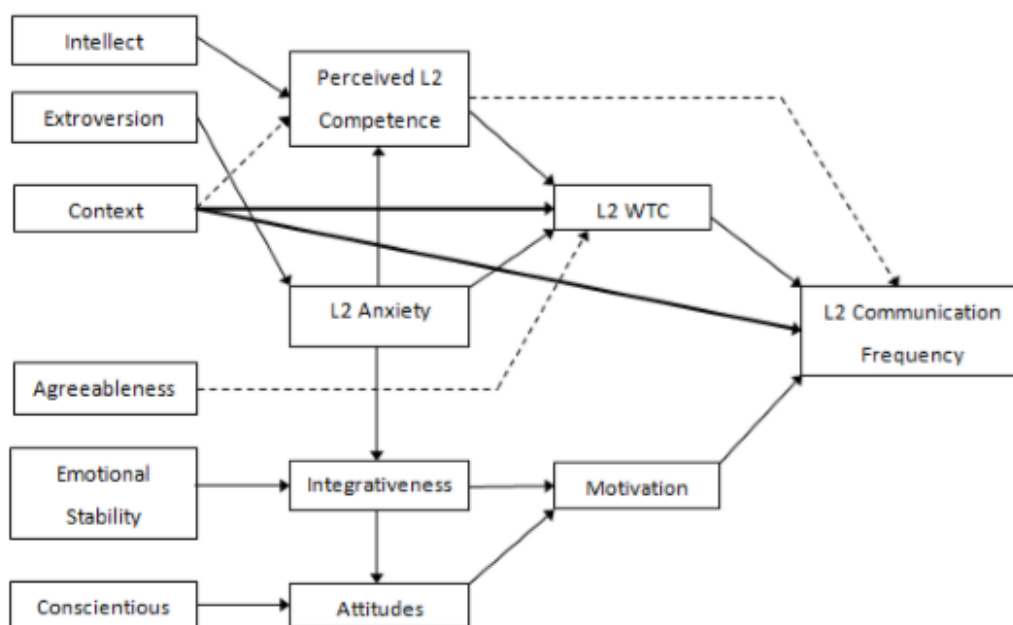 Intellect
Extroversion
Context
Agreeableness
Emotional
Stability
Conscientious
Perceived L2
Competence
L2 Anxiety
Integrativeness
Attitudes
L2 WTC
Motivation
L2 Communication
Frequency